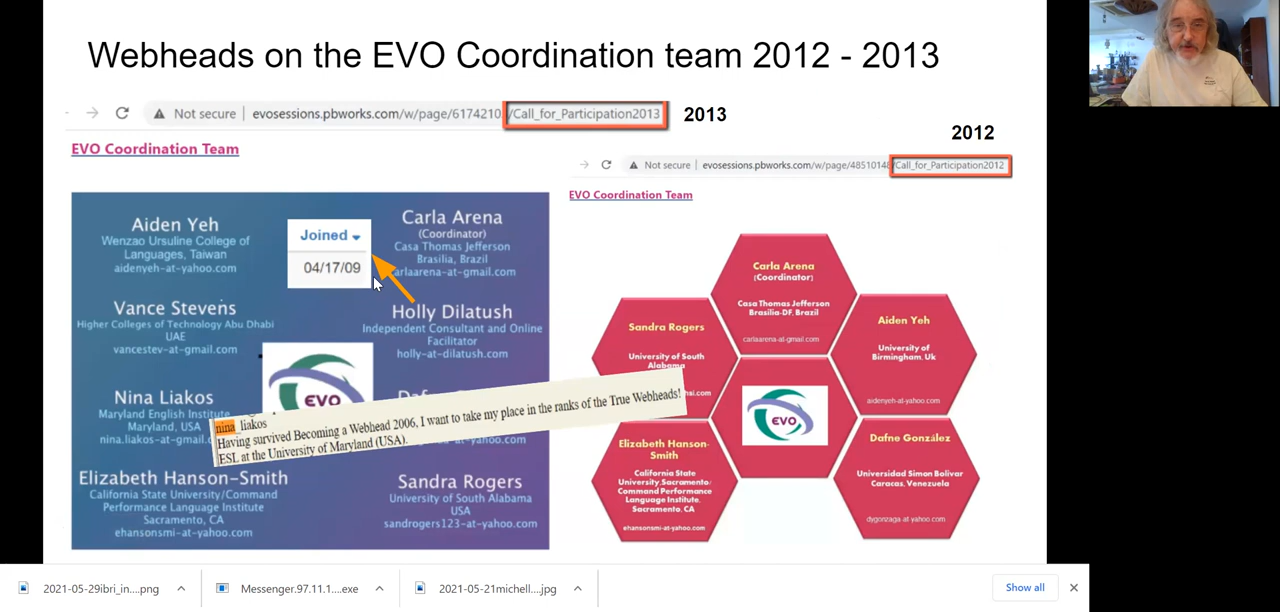 Webheads on the EVO Coordination team 2012 - 2013
Not secure evosessions.pbworks.com/w/page/6174210 /Call_for_Participation2013 2013
EVO Coordination Team
Aiden Yeh
Wenzao Ursuline College of
Languages, Taiwan
aidenyeh-at-yahoo.com
Joined
04/17/09
Carla Arena
(Coordinator)
Casa Thomas Jefferson
Brasilia, Brazil
carlaarena-at-gmail.com
Vance Stevens
Higher Colleges of Technology Abu Dhabi
UAE
vancestev-at-gmail.com
Holly Dilatush
Independent Consultant and Online
Facilitator
holly-at-dilatush.com
EVO
Nina Liakos
Maryland English Institute
Maryland, USA
nina.liakos-at-gmail.
nina_liakos
Having survived Becoming a Webhead 2006, I want to take my place in the ranks of the True Webheads!
ESL at the University of Maryland (USA).
Elizabeth Hanson-Smith
California State University/Command
Performance Language Institute
Sacramento, CA
ehansonsmi-at-yahoo.com
Sandra Rogers
University of South Alabama
USA
sandrogers123-at-yahoo.com
2012
Not secure evosessions.pbworks.com/w/page/48510148/Call_for_Participation2012
EVO Coordination Team
Carla Arena
(Coordinator)
Casa Thomas Jefferson
Brasilia-DF, Brazil
carlaarena-at-gmail.com
Sandra Rogers
University of South
Alabama
Aiden Yeh
University of
Birmingham, Uk
aidenyeh-at-yahoo.com
EVO
Elizabeth Hanson-
Smith
California State
University,Sacramento/
Command Performance
Language Institute,
Sacramento, CA
ehansonsmi-at-yahoo.com
Dafne González
Universidad Simon Bolivar
Caracas, Venezuela
dygonzaga at yahoo.com
2021-05-29ibri_in....png
Messenger.97.11.1....exe
2021-05-21michell....jpg
Show all